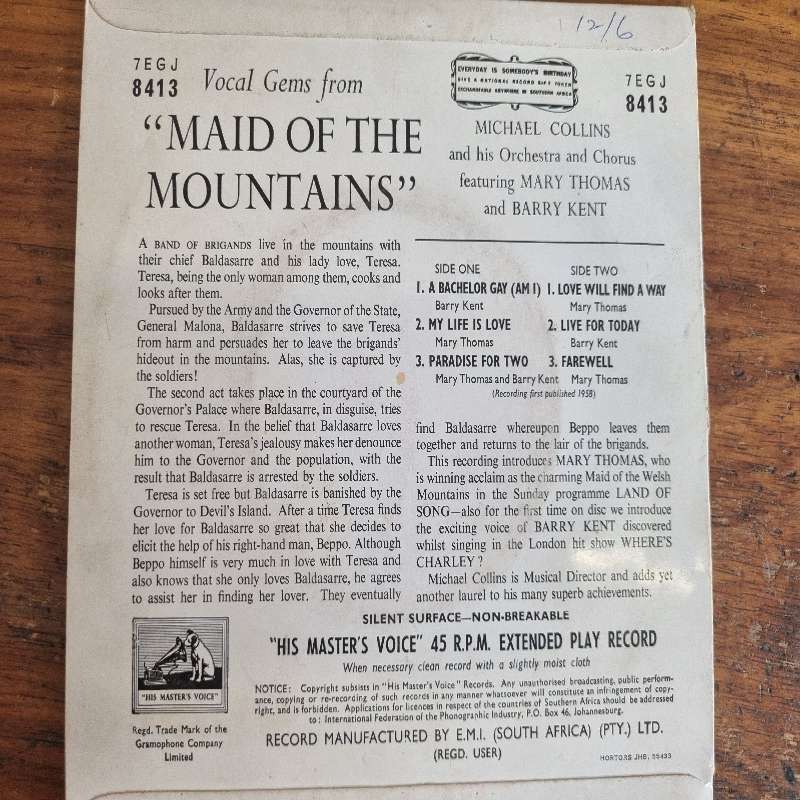 12/6
7EGJ
8413
Vocal Gems from
"MAID OF THE
MOUNTAINS"
EVERYDAY IS SOMEBODY'S BIRTHDAY
GIVE A NATIONAL RECORD GIFT TOKEN
EXCHANGEABLE ANYWHERE IN SOUTHERN AFRICA
7EGJ
8413
MICHAEL COLLINS
and his Orchestra and Chorus
featuring MARY THOMAS
and BARRY KENT
A BAND OF BRIGANDS live in the mountains with
their chief Baldasarre and his lady love, Teresa.
Teresa, being the only woman among them, cooks and
looks after them.
Pursued by the Army and the Governor of the State,
General Malona, Baldasarre strives to save Teresa
from harm and persuades her to leave the brigands'
hideout in the mountains. Alas, she is captured by
the soldiers!
The second act takes place in the courtyard of the
Governor's Palace where Baldasarre, in disguise, tries
to rescue Teresa. In the belief that Baldasarre loves
another woman, Teresa's jealousy makes her denounce
him to the Governor and the population, with the
result that Baldasarre is arrested by the soldiers.
Teresa is set free but Baldasarre is banished by the
Governor to Devil's Island. After a time Teresa finds
her love for Baldasarre so great that she decides to
elicit the help of his right-hand man, Beppo. Although
Beppo himself is very much in love with Teresa and
also knows that she only loves Baldasarre, he agrees
to assist her in finding her lover. They eventually
SIDE ONE
1. A BACHELOR GAY (AM I)
Barry Kent
2. MY LIFE IS LOVE
Mary Thomas
3. PARADISE FOR TWO
Mary Thomas and Barry Kent
SIDE TWO
1. LOVE WILL FIND A WAY
Mary Thomas
2. LIVE FOR TODAY
Barry Kent
3. FAREWELL
Mary Thomas
(Recording first published 1958)
find Baldasarre whereupon Beppo leaves them
together and returns to the lair of the brigands.
This recording introduces MARY THOMAS, who
is winning acclaim as the charming Maid of the Welsh
Mountains in the Sunday programme LAND OF
SONG—also for the first time on disc we introduce
the exciting voice of BARRY KENT discovered
whilst singing in the London hit show WHERE'S
CHARLEY?
Michael Collins is Musical Director and adds yet
another laurel to his many superb achievements.
SILENT SURFACE—NON-BREAKABLE
"HIS MASTER'S VOICE" 45 R.P.M. EXTENDED PLAY RECORD
When necessary clean record with a slightly moist cloth
"HIS MASTER'S VOICE"
Regd. Trade Mark of the
Gramophone Company
Limited
NOTICE: Copyright subsists in "His Master's Voice" Records. Any unauthorised broadcasting, public perform-
ance, copying or re-recording of such records in any manner whatsoever will constitute an infringement of copy-
right, and is forbidden. Applications for licences in respect of the countries of Southern Africa should be addressed
to: International Federation of the Phonographic Industry, P.O. Box 46, Johannesburg.
RECORD MANUFACTURED BY E.M.I. (SOUTH AFRICA) (PTY.) LTD.
(REGD. USER)
HORTORS JHB. 59433